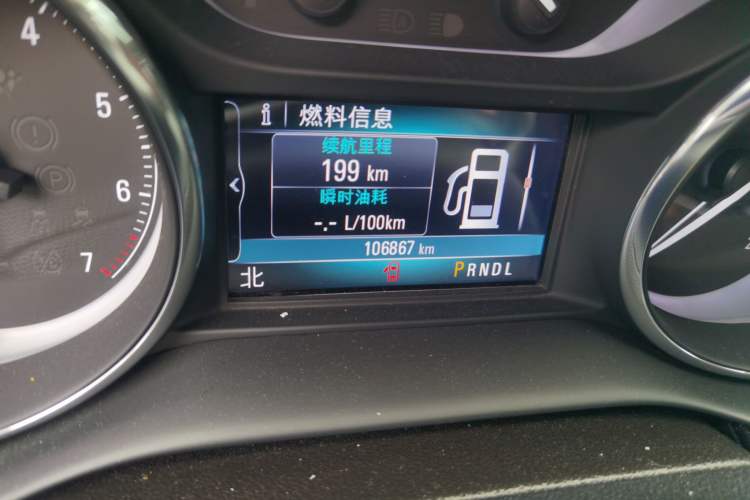 4
5
6
7
i 燃料信息
续航里程
199 km
瞬时油耗
-.- L/100km
106867 km
北 PRNDL